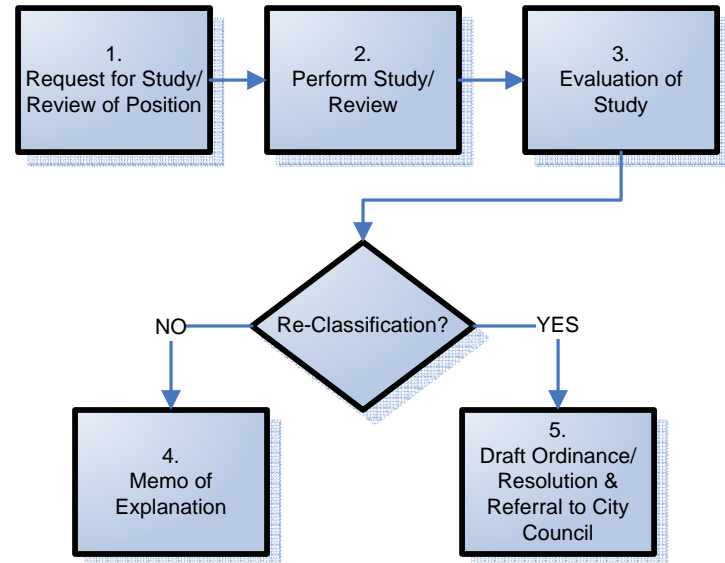 1.
Request for Study/
Review of Position
2.
Perform Study/
Review
3.
Evaluation of
Study
Re-Classification?
NO
YES
4.
Memo of
Explanation
5.
Draft Ordinance/
Resolution &
Referral to City
Council